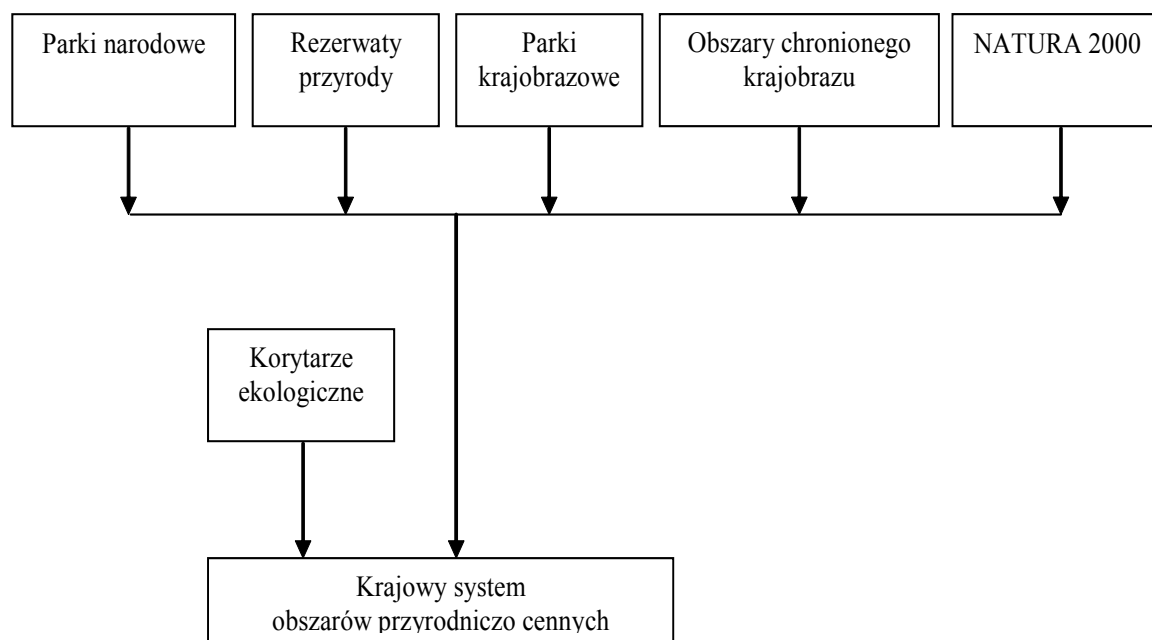 Parki narodowe
Rezerwaty
przyrody
Parki
krajobrazowe
Obszary chronionego
krajobrazu
NATURA 2000
Korytarze
ekologiczne
Krajowy system
obszarów przyrodniczo cennych